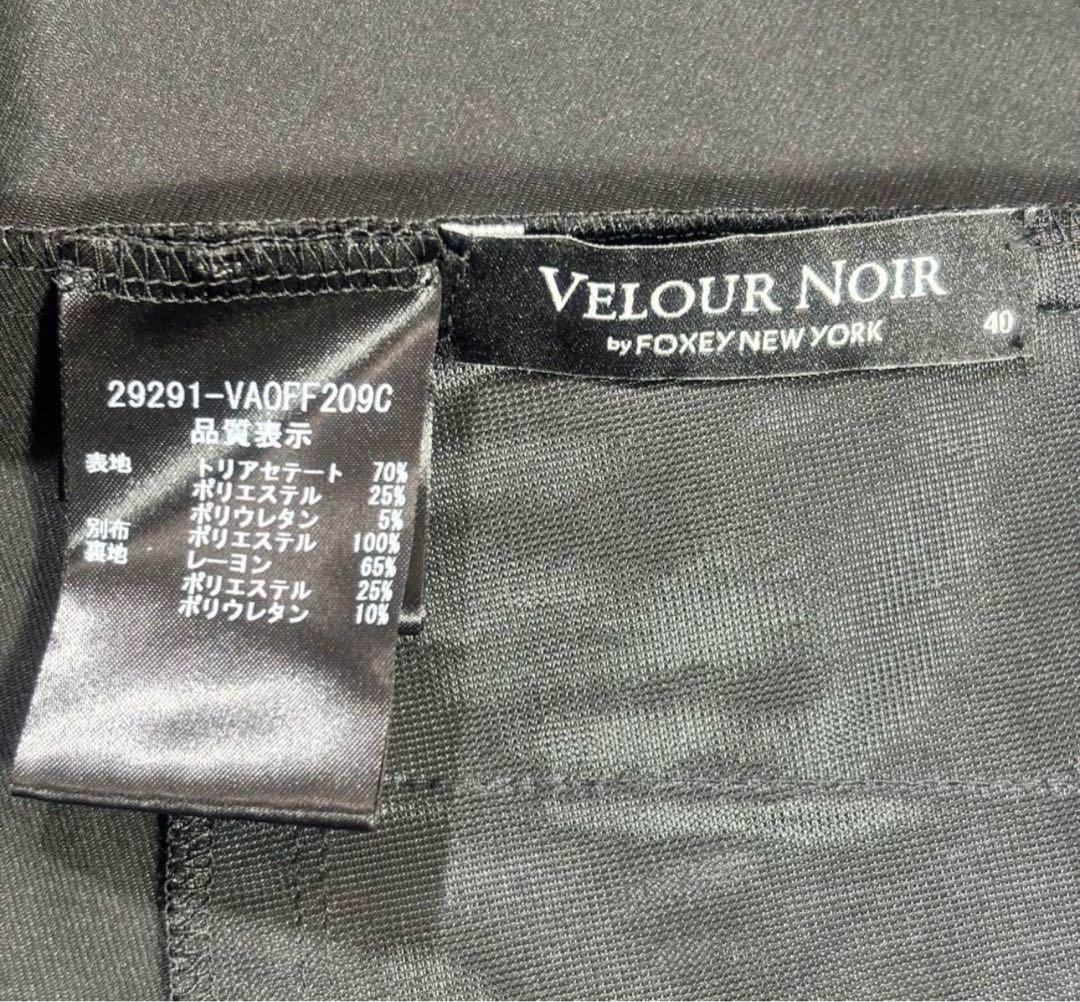 VELOUR NOIR
by FOXEY NEW YORK
40
29291-VAOFF209C
品質表示
表地 トリアセテート 70%
ポリエステル 25%
ポリウレタン 5%
別布 ポリエステル 100%
裏地 レーヨン 65%
ポリエステル 25%
ポリウレタン 10%